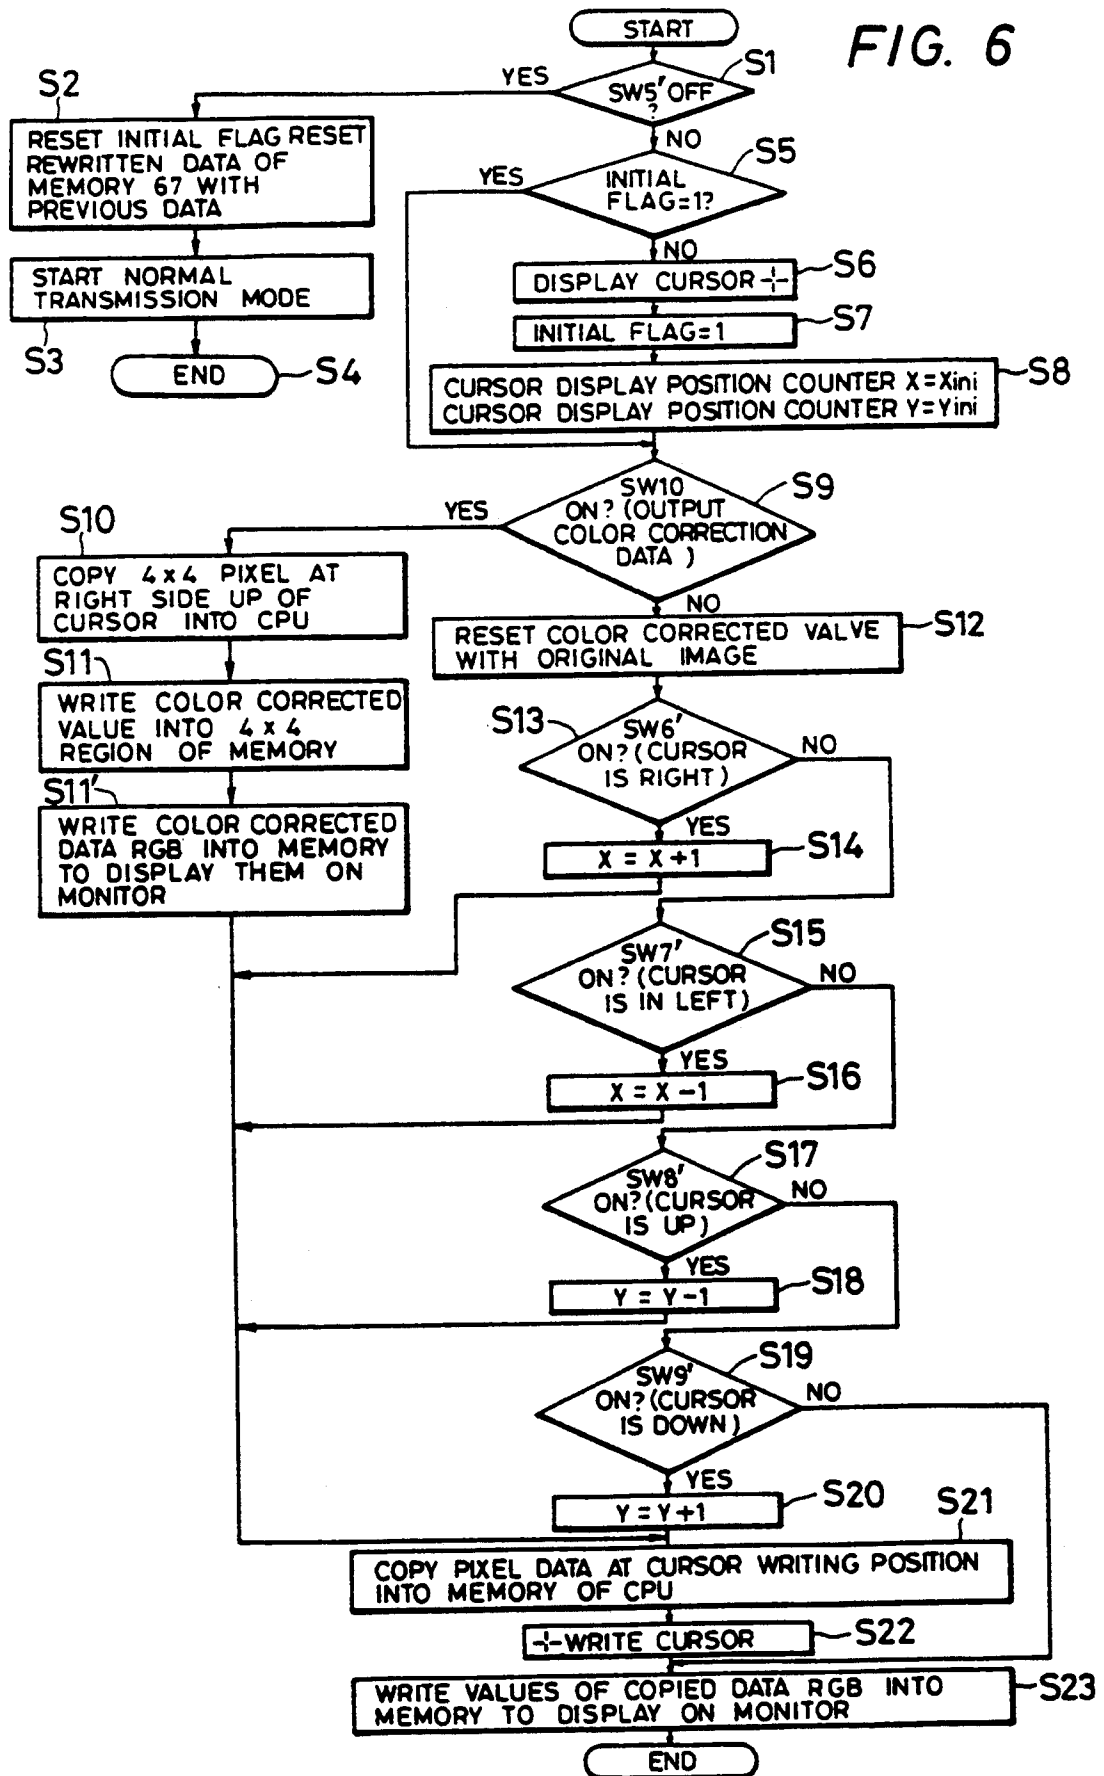 FIG. 6
START
S1
SW5' OFF
?
YES
NO
S2
RESET INITIAL FLAG RESET
REWRITTEN DATA OF
MEMORY 67 WITH
PREVIOUS DATA
START NORMAL
TRANSMISSION MODE
S3
END
S4
S5
INITIAL
FLAG=1?
YES
NO
DISPLAY CURSOR
S6
INITIAL FLAG=1
S7
CURSOR DISPLAY POSITION COUNTER X=Xini
CURSOR DISPLAY POSITION COUNTER Y=Yini
S8
SW10
ON? (OUTPUT
COLOR CORRECTION
DATA )
S9
YES
NO
S10
COPY 4x4 PIXEL AT
RIGHT SIDE UP OF
CURSOR INTO CPU
S11
WRITE COLOR CORRECTED
VALUE INTO 4 x 4
REGION OF MEMORY
S11'
WRITE COLOR CORRECTED
DATA RGB INTO MEMORY
TO DISPLAY THEM ON
MONITOR
RESET COLOR CORRECTED VALVE
WITH ORIGINAL IMAGE
S12
S13
SW6'
ON? (CURSOR
IS RIGHT)
NO
YES
X = X +1
S14
SW7'
ON? (CURSOR
IS IN LEFT)
S15
NO
YES
X = X -1
S16
SW8'
ON? (CURSOR
IS UP)
S17
NO
YES
Y = Y-1
S18
SW9'
ON? (CURSOR
IS DOWN)
S19
NO
YES
Y = Y+1
S20
S21
COPY PIXEL DATA AT CURSOR WRITING POSITION
INTO MEMORY OF CPU
WRITE CURSOR
S22
WRITE VALUES OF COPIED DATA RGB INTO
MEMORY TO DISPLAY ON MONITOR
S23
END